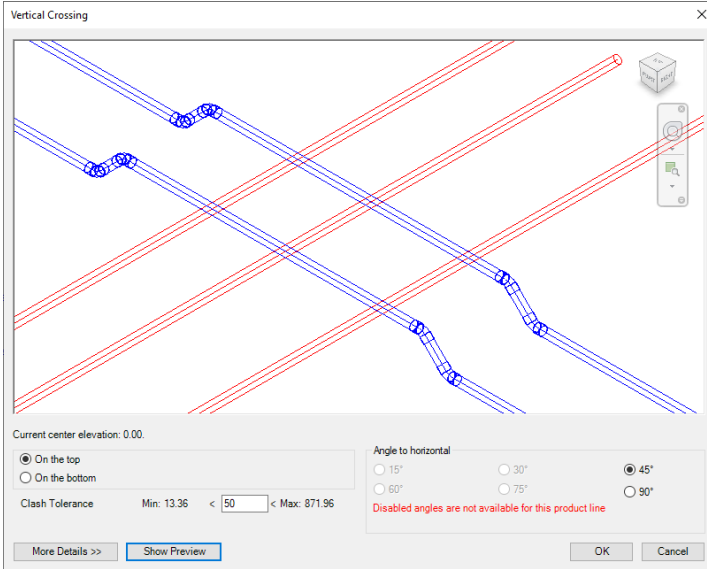 Vertical Crossing
Current center elevation: 0.00.
On the top
On the bottom
Clash Tolerance Min: 13.36 < 50 < Max: 871.96
Angle to horizontal
15° 30° 45°
60° 75° 90°
Disabled angles are not available for this product line
More Details >> Show Preview OK Cancel